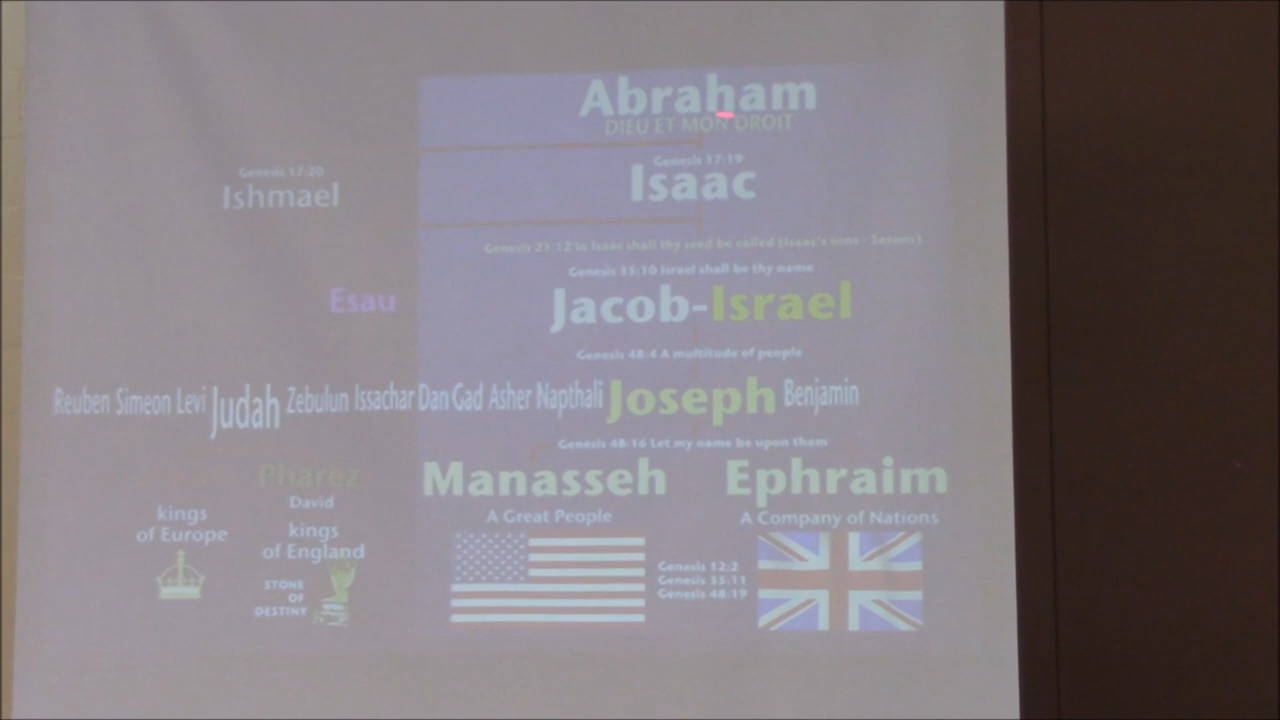 Abraham
DIEU ET MON DROIT
Genesis 17:20
Ishmael
Genesis 17:19
Isaac
Genesis 21:12 In Isaac shall thy seed be called (Isaac's sons - Saxons)
Genesis 35:10 Israel shall be thy name
Esau
Jacob-Israel
Genesis 48:4 A multitude of people
Reuben Simeon Levi Judah Zebulun Issachar Dan Gad Asher Napthali Joseph Benjamin
Genesis 48:16 Let my name be upon them
Pharez
Manasseh
Ephraim
David
A Great People
A Company of Nations
kings
of Europe
kings
of England
STONE
OF
DESTINY
Genesis 12:2
Genesis 35:11
Genesis 48:19